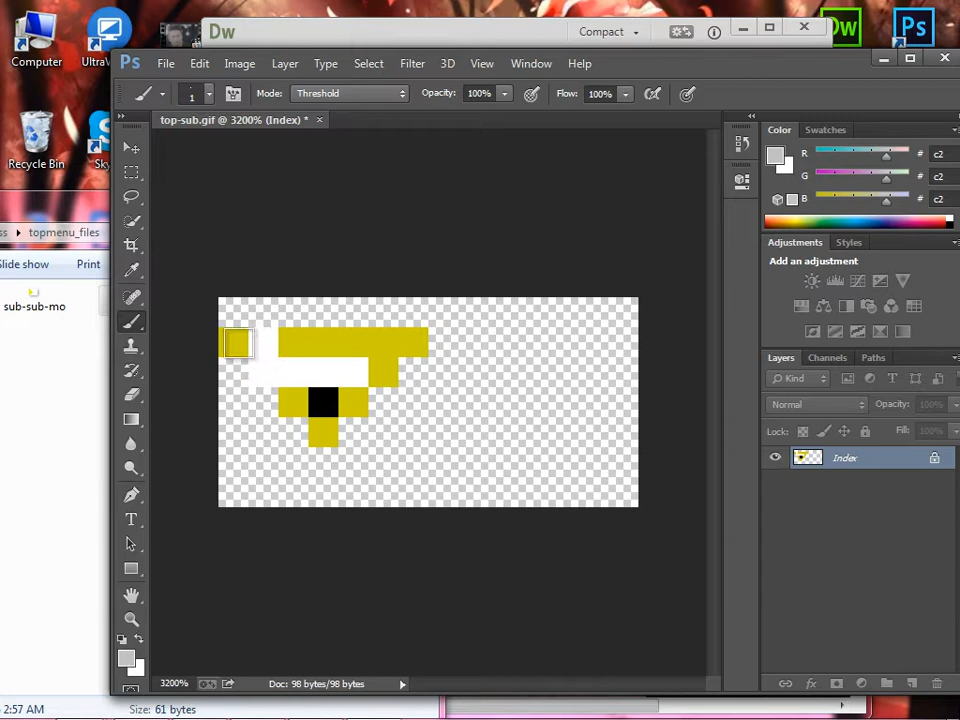 Computer
UltraV
Recycle Bin
Sky
Dw
Compact
Dw
Ps
Ps
File Edit Image Layer Type Select Filter 3D View Window Help
1 Mode: Threshold Opacity: 100% Flow: 100%
top-sub.gif @ 3200% (Index) * ×
ss ▸ topmenu_files
Slide show Print
sub-sub-mo
2:57 AM Size: 61 bytes
3200% Doc: 98 bytes/98 bytes
Color Swatches
R # c2
G # c2
B # c2
Adjustments Styles
Add an adjustment
Layers Channels Paths
Kind
Normal Opacity: 100%
Lock: Fill: 100%
Index
fx